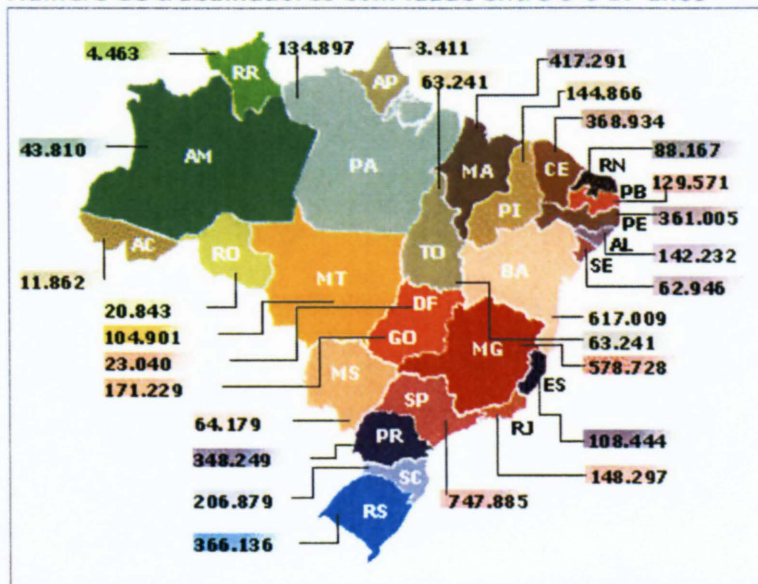 4.463
134.897
3.411
63.241
417.291
144.866
368.934
RR
AP
43.810
AM
PA
MA
CE
RN
88.167
PB
129.571
PI
PE
361.005
AC
RO
TO
BA
AL
142.232
SE
62.946
11.862
20.843
MT
104.901
DF
617.009
23.040
GO
MG
63.241
171.229
578.728
MS
SP
ES
64.179
RJ
108.444
PR
348.249
148.297
206.879
SC
747.885
RS
366.136